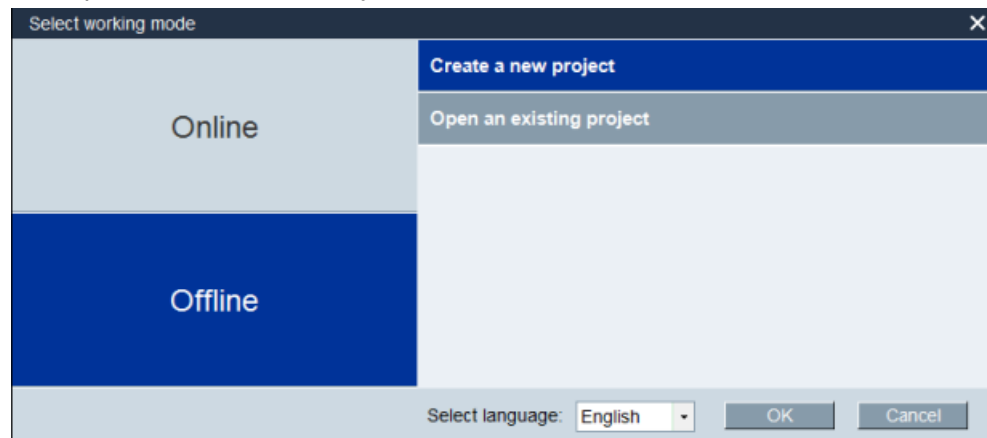 Select working mode
Online
Offline
Create a new project
Open an existing project
Select language: English OK Cancel